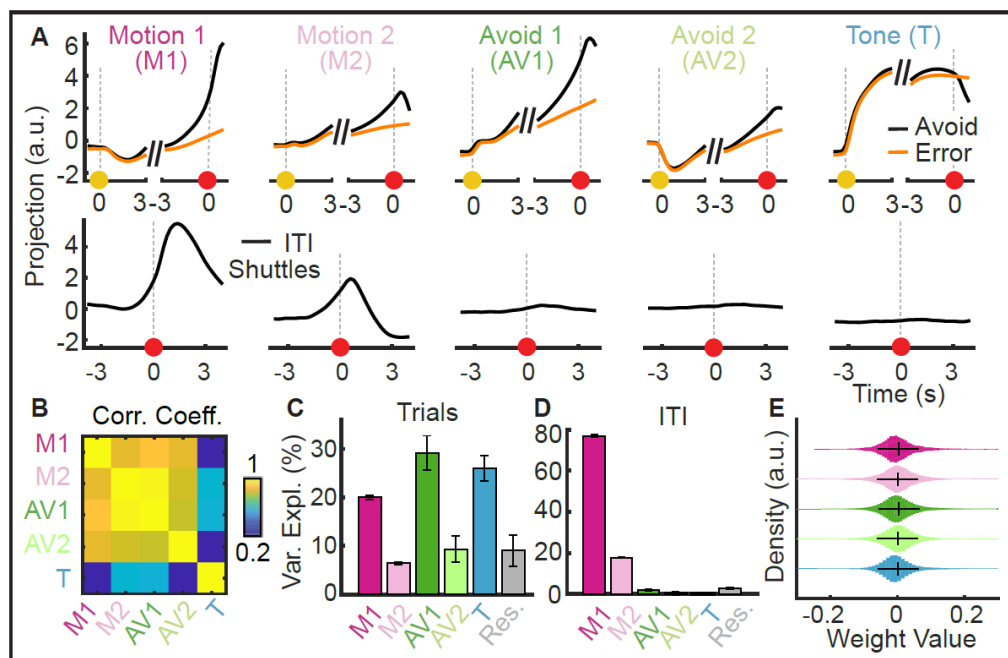 A
Motion 1
(M1)
Motion 2
(M2)
Avoid 1
(AV1)
Avoid 2
(AV2)
Tone (T)
Projection (a.u.)
6
4
2
0
-2
Avoid
Error
0 3-3 0
0 3-3 0
0 3-3 0
0 3-3 0
0 3-3 0
4
2
0
-2
ITI
Shuttles
-3 0 3
-3 0 3
-3 0 3
-3 0 3
-3 0 3
Time (s)
B
Corr. Coeff.
M1
M2
AV1
AV2
T
M1 M2 AV1 AV2 T
1
0.2
C
Trials
Var. Expl. (%)
30
20
10
0
M1 M2 AV1 AV2 T Res.
D
ITI
80
60
40
20
0
M1 M2 AV1 AV2 T Res.
E
Density (a.u.)
-0.2 0 0.2
Weight Value